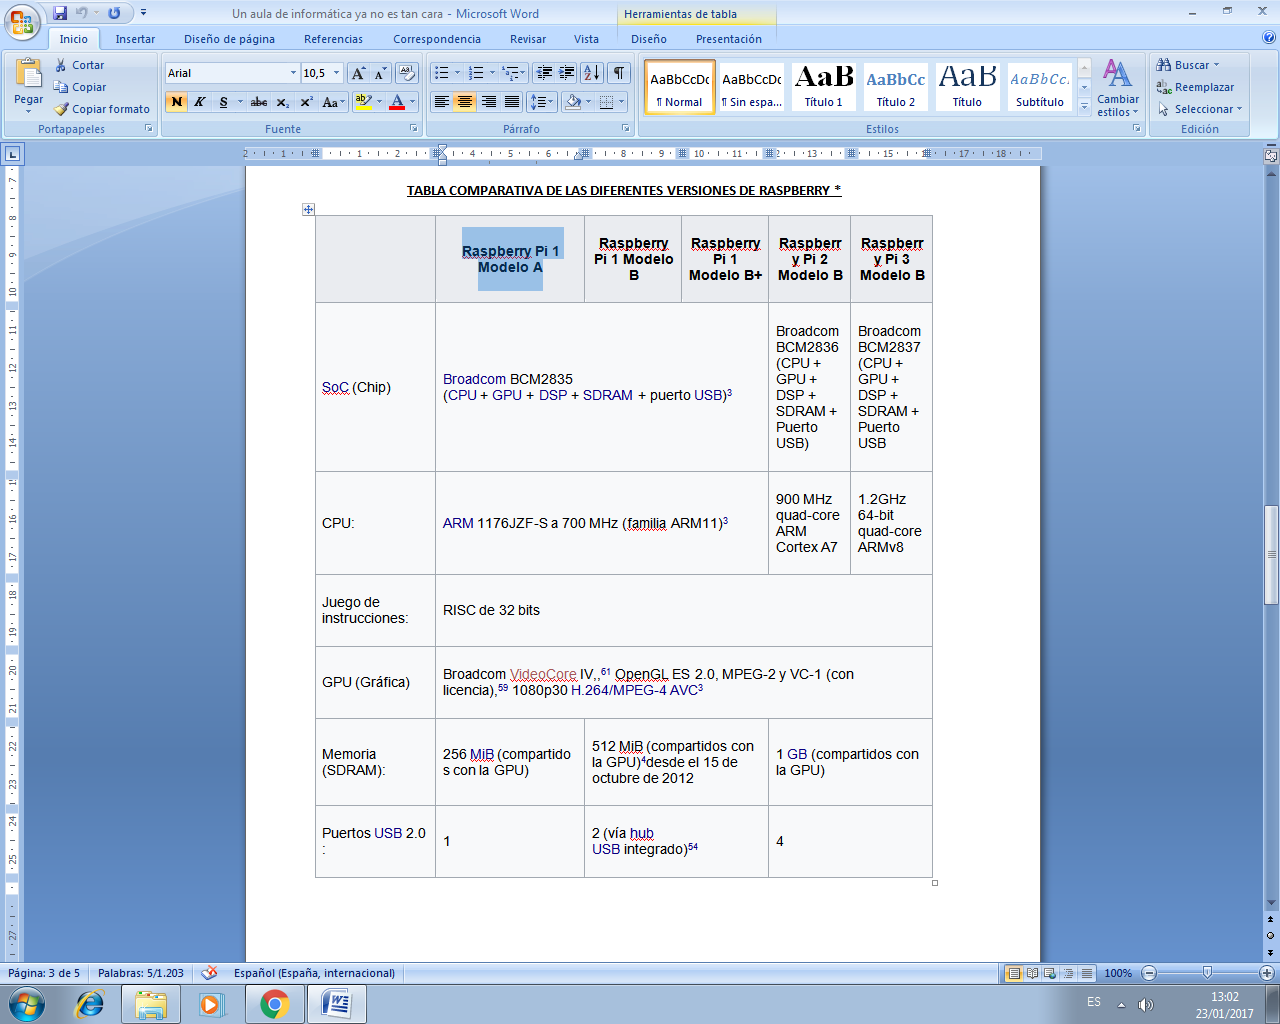 Un aula de informática ya no es tan cara - Microsoft Word
Herramientas de tabla
Inicio
Insertar
Diseño de página
Referencias
Correspondencia
Revisar
Vista
Diseño
Presentación
Pegar
Cortar
Copiar
Copiar formato
Portapapeles
Arial
10,5
N K S abe x₂ x² Aa
Fuente
Párrafo
AaBbCcDc
¶ Normal
AaBbCcDc
¶ Sin espa...
AaB
Título 1
AaBbCc
Título 2
AaB
Título
AaBbCc.
Subtítulo
Cambiar
estilos
Estilos
Buscar
Reemplazar
Seleccionar
Edición
TABLA COMPARATIVA DE LAS DIFERENTES VERSIONES DE RASPBERRY *
Raspberry Pi 1
Modelo A
Raspberry
Pi 1 Modelo
B
Raspberry
Pi 1
Modelo B+
Raspberr
y Pi 2
Modelo B
Raspberr
y Pi 3
Modelo B
SoC (Chip)
Broadcom BCM2835
(CPU + GPU + DSP + SDRAM + puerto USB)3
Broadcom
BCM2836
(CPU +
GPU +
DSP +
SDRAM +
Puerto
USB)
Broadcom
BCM2837
(CPU +
GPU +
DSP +
SDRAM +
Puerto
USB
CPU:
ARM 1176JZF-S a 700 MHz (familia ARM11)3
900 MHz
quad-core
ARM
Cortex A7
1.2GHz
64-bit
quad-core
ARMv8
Juego de
instrucciones:
RISC de 32 bits
GPU (Gráfica)
Broadcom VideoCore IV,,61 OpenGL ES 2.0, MPEG-2 y VC-1 (con
licencia),59 1080p30 H.264/MPEG-4 AVC3
Memoria
(SDRAM):
256 MiB (compartido
s con la GPU)
512 MiB (compartidos con
la GPU)4desde el 15 de
octubre de 2012
1 GB (compartidos con
la GPU)
Puertos USB 2.0
:
1
2 (vía hub
USB integrado)54
4
Página: 3 de 5
Palabras: 5/1.203
Español (España, internacional)
100%
ES
13:02
23/01/2017